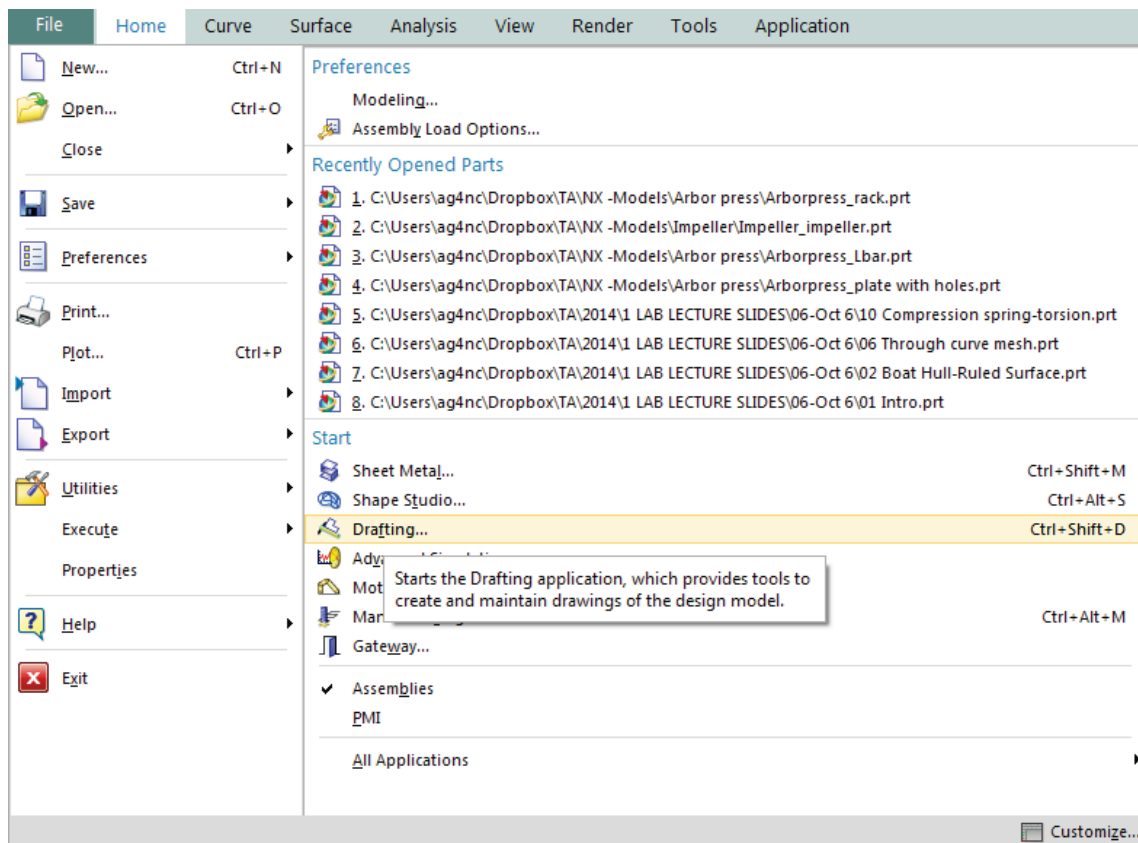 File Home Curve Surface Analysis View Render Tools Application
New... Ctrl+N
Open... Ctrl+O
Close
Save
Preferences
Print...
Plot... Ctrl+P
Import
Export
Utilities
Execute
Properties
Help
Exit
Preferences
Modeling...
Assembly Load Options...
Recently Opened Parts
1. C:\Users\ag4nc\Dropbox\TA\NX -Models\Arbor press\Arborpress_rack.prt
2. C:\Users\ag4nc\Dropbox\TA\NX -Models\Impeller\Impeller_impeller.prt
3. C:\Users\ag4nc\Dropbox\TA\NX -Models\Arbor press\Arborpress_Lbar.prt
4. C:\Users\ag4nc\Dropbox\TA\NX -Models\Arbor press\Arborpress_plate with holes.prt
5. C:\Users\ag4nc\Dropbox\TA\2014\1 LAB LECTURE SLIDES\06-Oct 6\10 Compression spring-torsion.prt
6. C:\Users\ag4nc\Dropbox\TA\2014\1 LAB LECTURE SLIDES\06-Oct 6\06 Through curve mesh.prt
7. C:\Users\ag4nc\Dropbox\TA\2014\1 LAB LECTURE SLIDES\06-Oct 6\02 Boat Hull-Ruled Surface.prt
8. C:\Users\ag4nc\Dropbox\TA\2014\1 LAB LECTURE SLIDES\06-Oct 6\01 Intro.prt
Start
Sheet Metal... Ctrl+Shift+M
Shape Studio... Ctrl+Alt+S
Drafting... Ctrl+Shift+D
Starts the Drafting application, which provides tools to
create and maintain drawings of the design model.
Ctrl+Alt+M
Gateway...
Assemblies
PMI
All Applications
Customize...